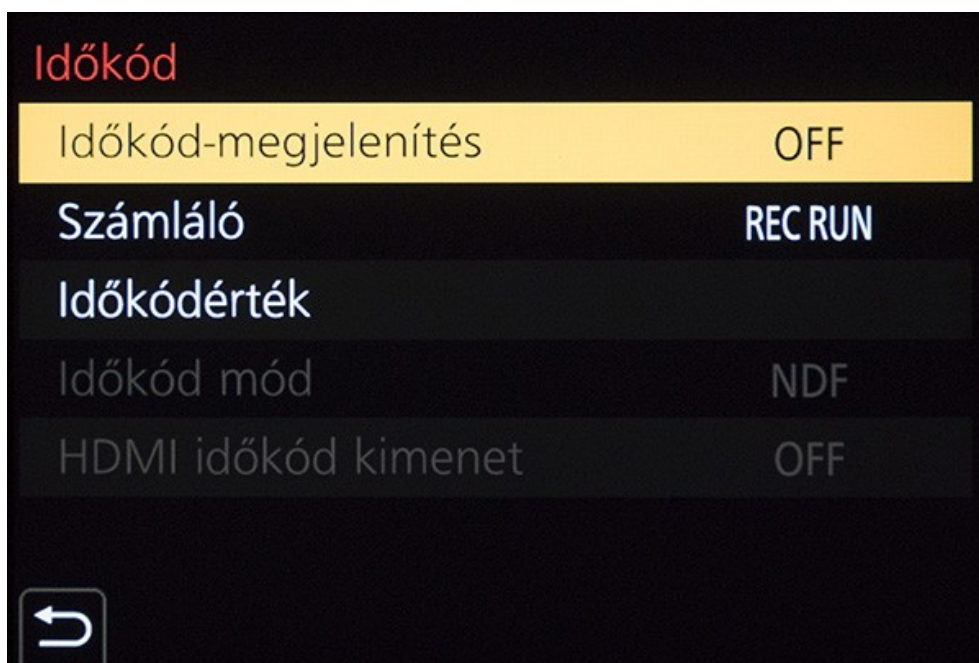 Időkód
Időkód-megjelenítés OFF
Számláló REC RUN
Időkódérték
Időkód mód NDF
HDMI időkód kimenet OFF